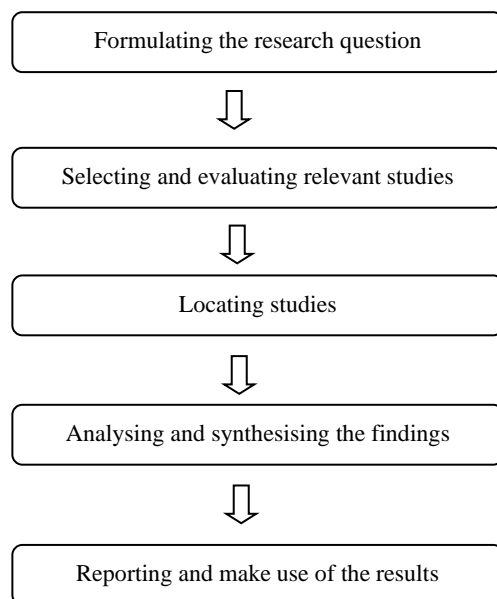 Formulating the research question
Selecting and evaluating relevant studies
Locating studies
Analysing and synthesising the findings
Reporting and make use of the results